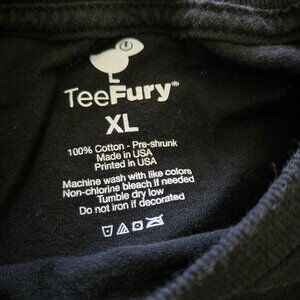 TeeFury®
XL
100% Cotton - Pre-shrunk
Made in USA
Printed in USA
Machine wash with like colors
Non-chlorine bleach if needed
Tumble dry low
Do not iron if decorated